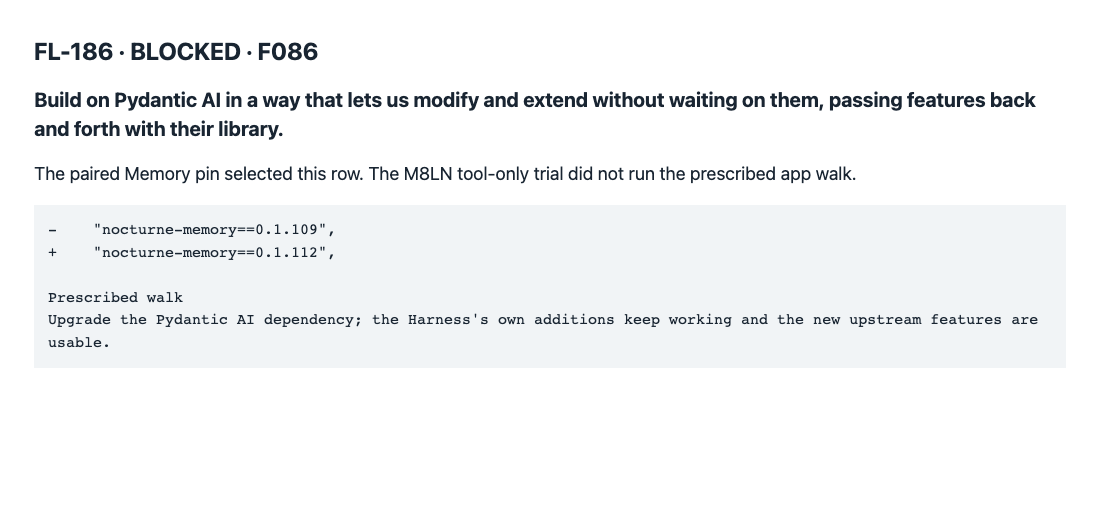 FL-186 · BLOCKED · F086
Build on Pydantic AI in a way that lets us modify and extend without waiting on them, passing features back
and forth with their library.
The paired Memory pin selected this row. The M8LN tool-only trial did not run the prescribed app walk.
-    "nocturne-memory==0.1.109",
+    "nocturne-memory==0.1.112",
Prescribed walk
Upgrade the Pydantic AI dependency; the Harness's own additions keep working and the new upstream features are
usable.